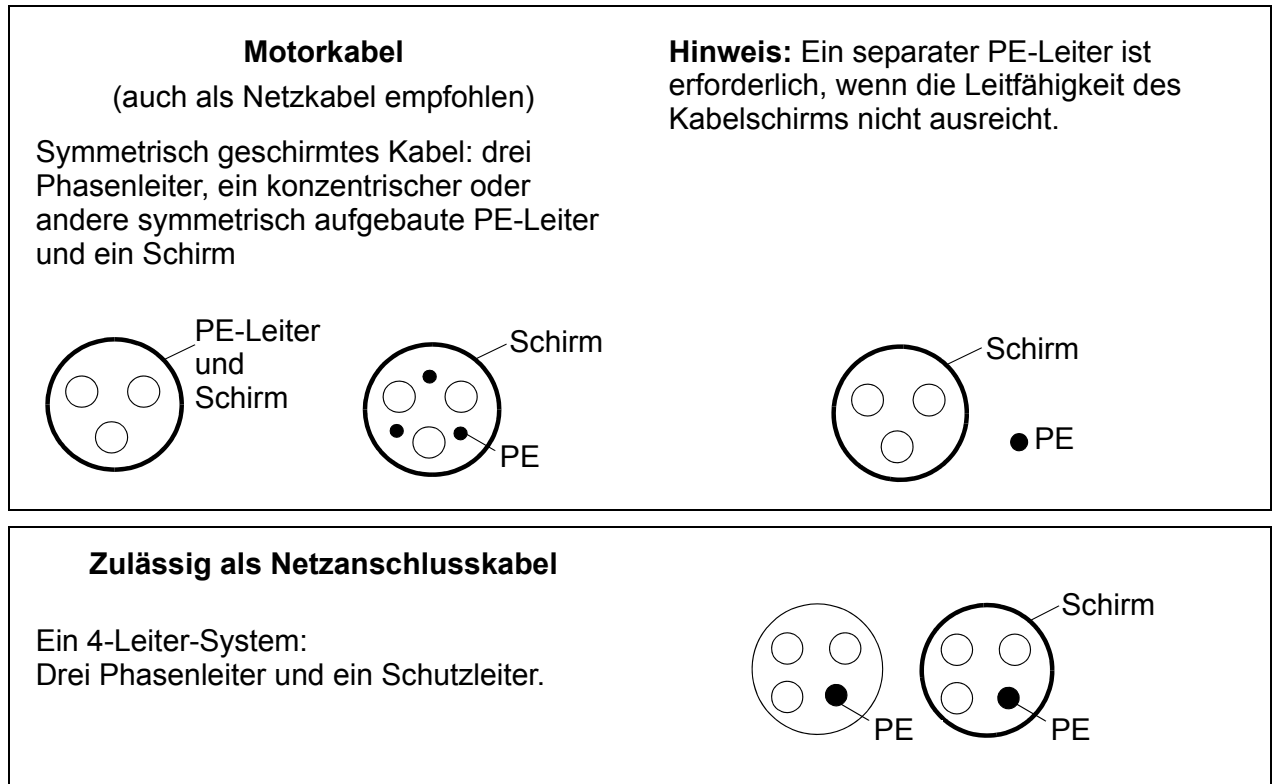 Motorkabel
(auch als Netzkabel empfohlen)
Symmetrisch geschirmtes Kabel: drei
Phasenleiter, ein konzentrischer oder
andere symmetrisch aufgebaute PE-Leiter
und ein Schirm
Hinweis: Ein separater PE-Leiter ist
erforderlich, wenn die Leitfähigkeit des
Kabelschirms nicht ausreicht.
PE-Leiter
und
Schirm
Schirm
PE
Schirm
PE
Zulässig als Netzanschlusskabel
Ein 4-Leiter-System:
Drei Phasenleiter und ein Schutzleiter.
Schirm
PE
PE